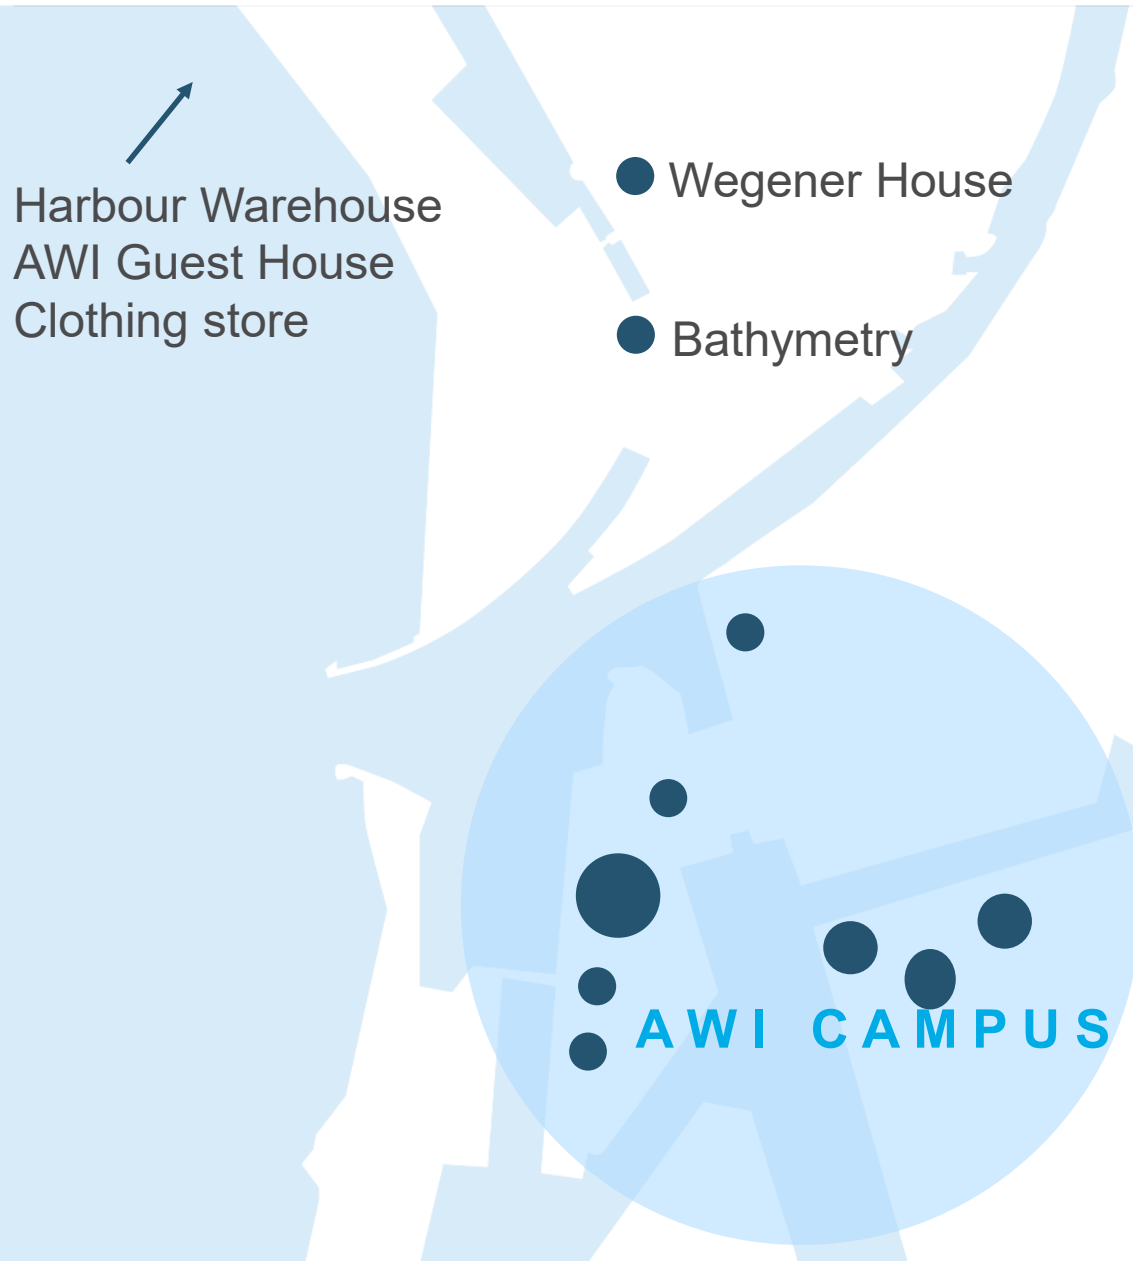 Wegener House
Harbour Warehouse
AWI Guest House
Clothing store
Bathymetry
AWI CAMPUS